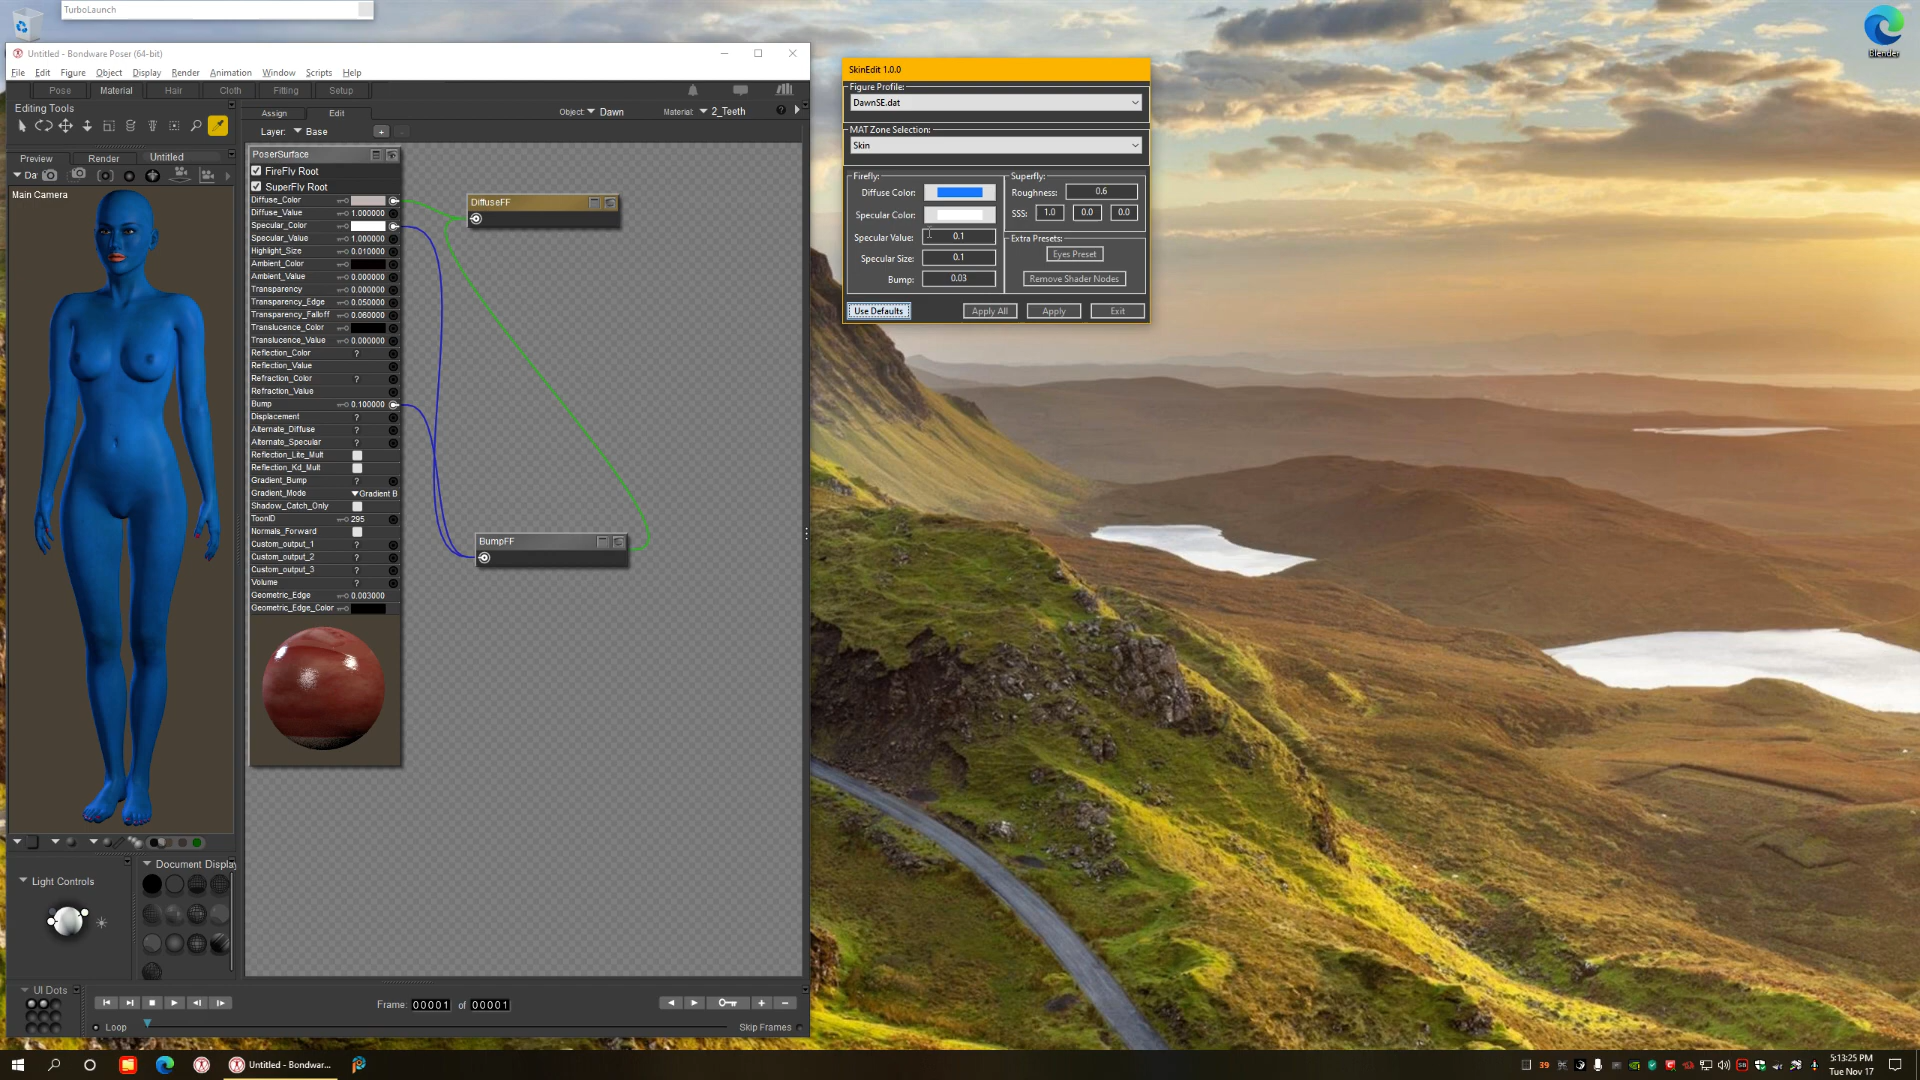 TurboLaunch
Blender
Untitled - Bondware Poser (64-bit)
File Edit Figure Object Display Render Animation Window Scripts Help
Pose Material Hair Cloth Fitting Setup
Editing Tools
Assign Edit Object: Dawn Material: 2_Teeth
Layer: Base
Preview Render Untitled
Da
Main Camera
PoserSurface
FireFly Root
SuperFly Root
Diffuse_Color
Diffuse_Value 1.000000
Specular_Color
Specular_Value 1.000000
Highlight_Size 0.010000
Ambient_Color
Ambient_Value 0.000000
Transparency 0.000000
Transparency_Edge 0.050000
Transparency_Falloff 0.060000
Translucence_Color
Translucence_Value 0.000000
Reflection_Color ?
Reflection_Value
Refraction_Color ?
Refraction_Value
Bump 0.100000
Displacement ?
Alternate_Diffuse ?
Alternate_Specular ?
Reflection_Lite_Mult
Reflection_Kd_Mult
Gradient_Bump ?
Gradient_Mode Gradient B
Shadow_Catch_Only
ToonID 295
Normals_Forward
Custom_output_1 ?
Custom_output_2 ?
Custom_output_3 ?
Volume ?
Geometric_Edge 0.003000
Geometric_Edge_Color
DiffuseFF
BumpFF
SkinEdit 1.0.0
Figure Profile:
DawnSE.dat
MAT Zone Selection:
Skin
Firefly:
Diffuse Color:
Specular Color:
Specular Value: 0.1
Specular Size: 0.1
Bump: 0.03
Superfly:
Roughness: 0.6
SSS: 1.0 0.0 0.0
Extra Presets:
Eyes Preset
Remove Shader Nodes
Use Defaults Apply All Apply Exit
Light Controls
Document Display
UI Dots
Frame: 00001 of 00001
Loop
Skip Frames
Untitled - Bondwar...
39
5:13:25 PM
Tue Nov 17